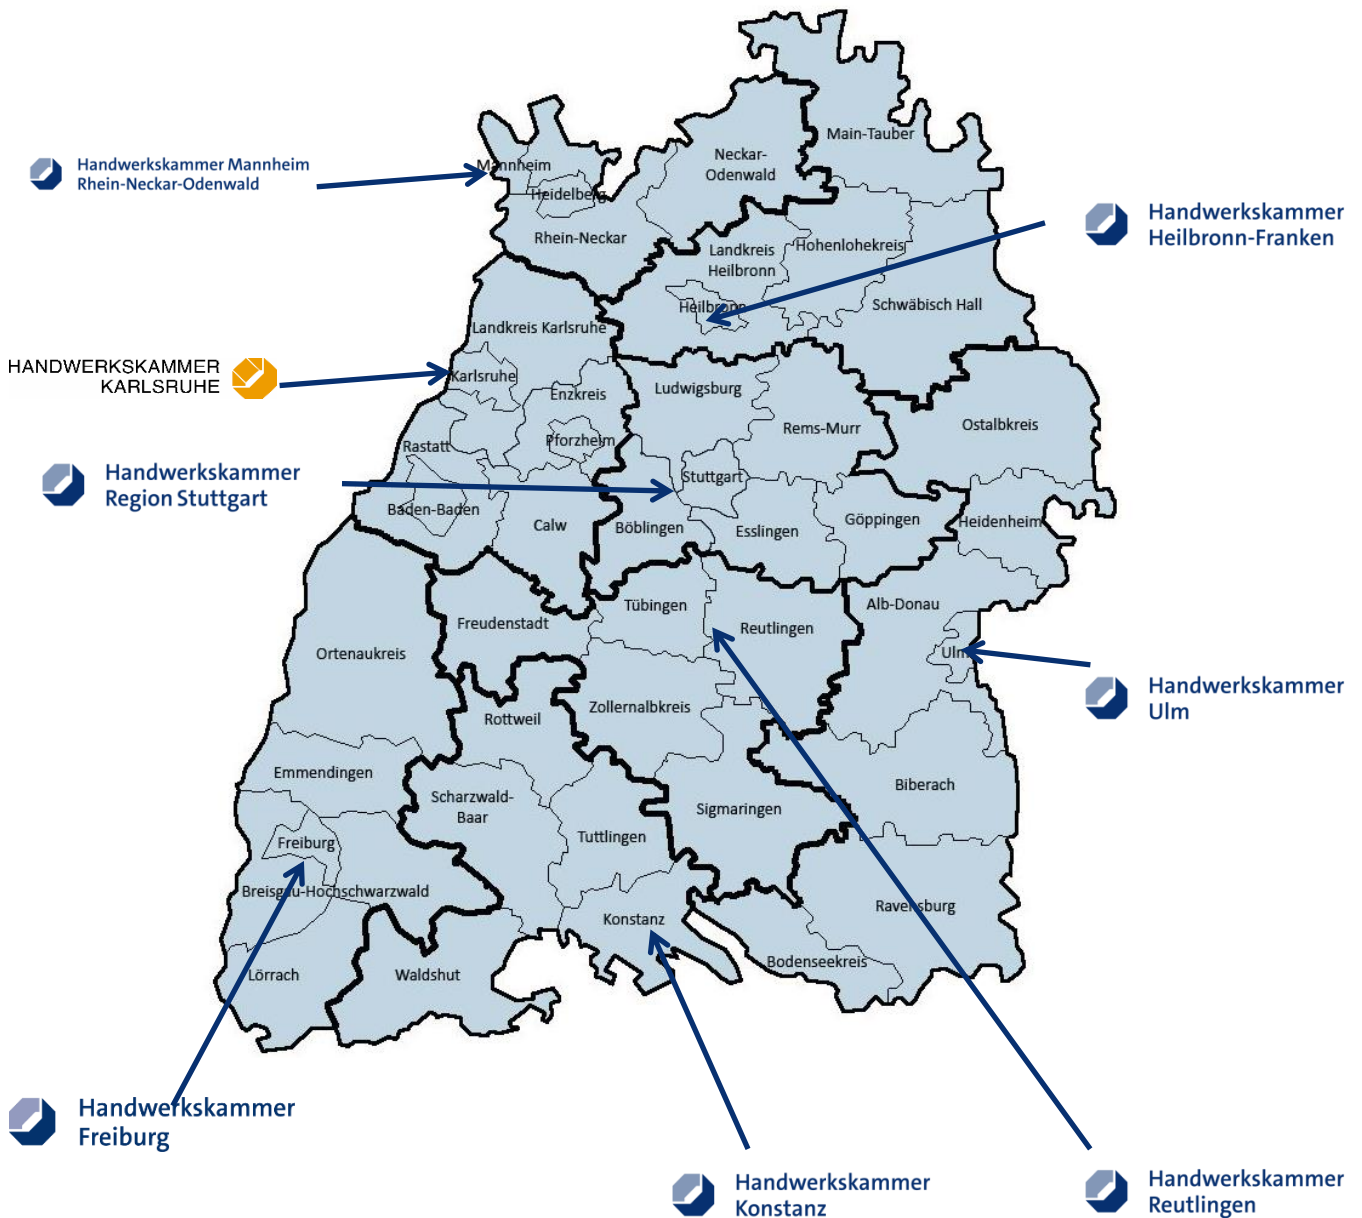 Main-Tauber
Handwerkskammer Mannheim
Rhein-Neckar-Odenwald
Mannheim
Neckar-
Odenwald
Heidelberg
Rhein-Neckar
Handwerkskammer
Heilbronn-Franken
Landkreis
Heilbronn
Hohenlohekreis
Heilbronn
Schwäbisch Hall
Landkreis Karlsruhe
HANDWERKSKAMMER
KARLSRUHE
Karlsruhe
Enzkreis
Ludwigsburg
Rems-Murr
Ostalbkreis
Rastatt
Pforzheim
Handwerkskammer
Region Stuttgart
Stuttgart
Baden-Baden
Calw
Böblingen
Esslingen
Göppingen
Heidenheim
Freudenstadt
Tübingen
Reutlingen
Alb-Donau
Ortenaukreis
Ulm
Handwerkskammer
Ulm
Rottweil
Zollernalbkreis
Emmendingen
Scharzwald-
Baar
Biberach
Sigmaringen
Tuttlingen
Freiburg
Breisgau-Hochschwarzwald
Konstanz
Ravensburg
Bodenseekreis
Lörrach
Waldshut
Handwerkskammer
Freiburg
Handwerkskammer
Konstanz
Handwerkskammer
Reutlingen